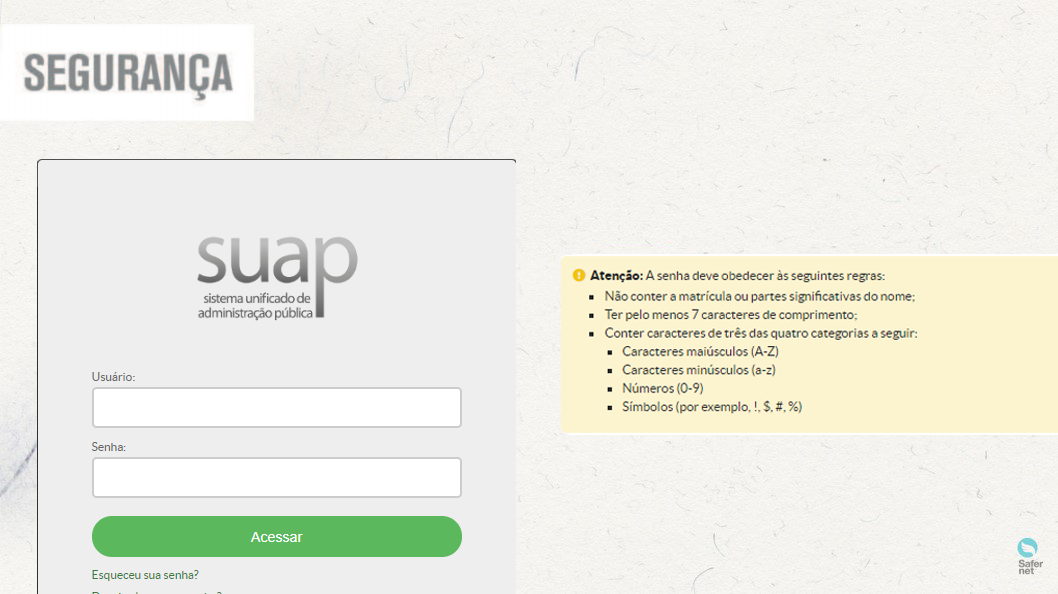 SEGURANÇA
suap
sistema unificado de
administração pública
Usuário:
Senha:
Acessar
Esqueceu sua senha?
Atenção: A senha deve obedecer às seguintes regras:
Não conter a matrícula ou partes significativas do nome;
Ter pelo menos 7 caracteres de comprimento;
Conter caracteres de três das quatro categorias a seguir:
Caracteres maiúsculos (A-Z)
Caracteres minúsculos (a-z)
Números (0-9)
Símbolos (por exemplo, !, $, #, %)
Safer
net